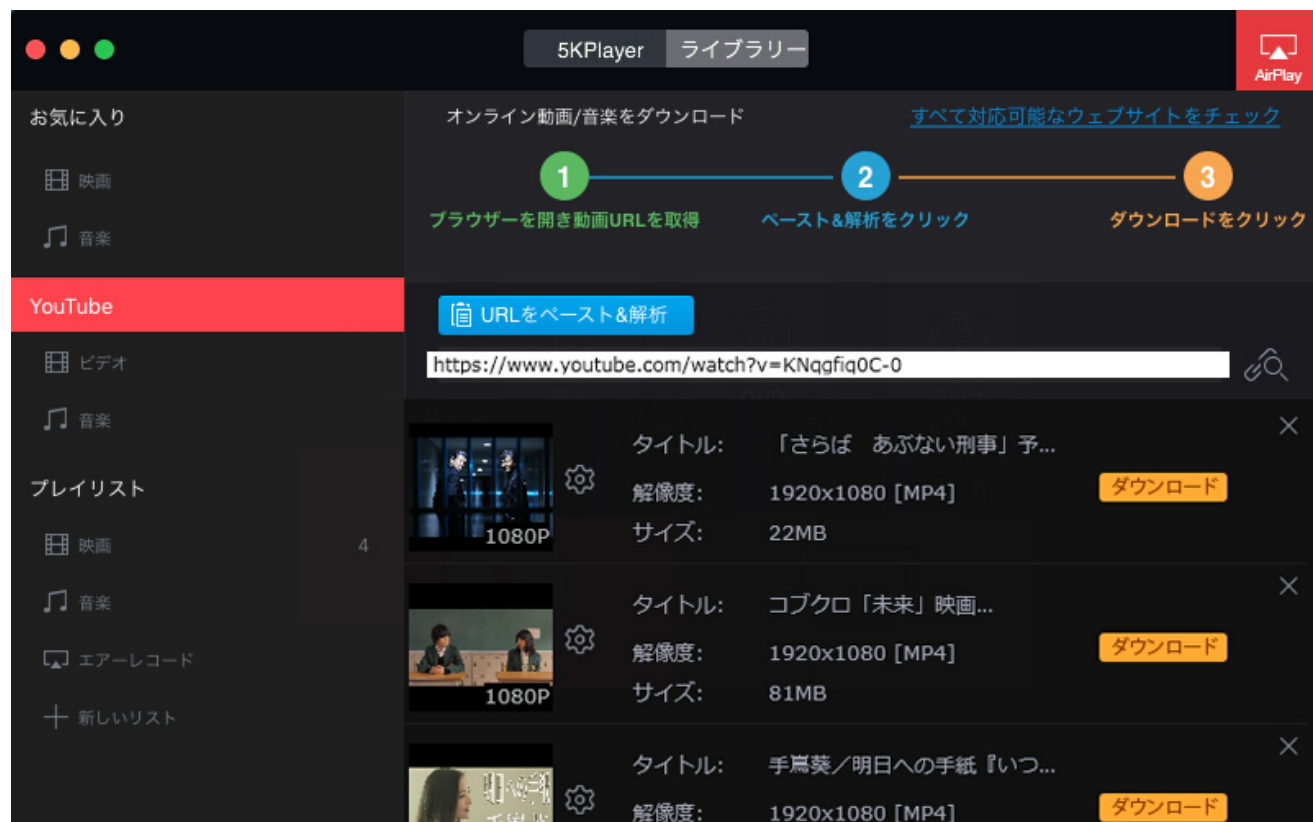 5KPlayer ライブラリー
AirPlay
お気に入り
映画
音楽
YouTube
ビデオ
音楽
プレイリスト
映画 4
音楽
エアーレコード
新しいリスト
オンライン動画/音楽をダウンロード すべて対応可能なウェブサイトをチェック
1 2 3
ブラウザーを開き動画URLを取得 ペースト&解析をクリック ダウンロードをクリック
URLをペースト&解析
https://www.youtube.com/watch?v=KNqgfiq0C-0
1080P
タイトル: 「さらば あぶない刑事」予...
解像度: 1920x1080 [MP4]
サイズ: 22MB
ダウンロード
1080P
タイトル: コブクロ「未来」映画...
解像度: 1920x1080 [MP4]
サイズ: 81MB
ダウンロード
タイトル: 手嶌葵／明日への手紙『いつ...
解像度: 1920x1080 [MP4]
ダウンロード